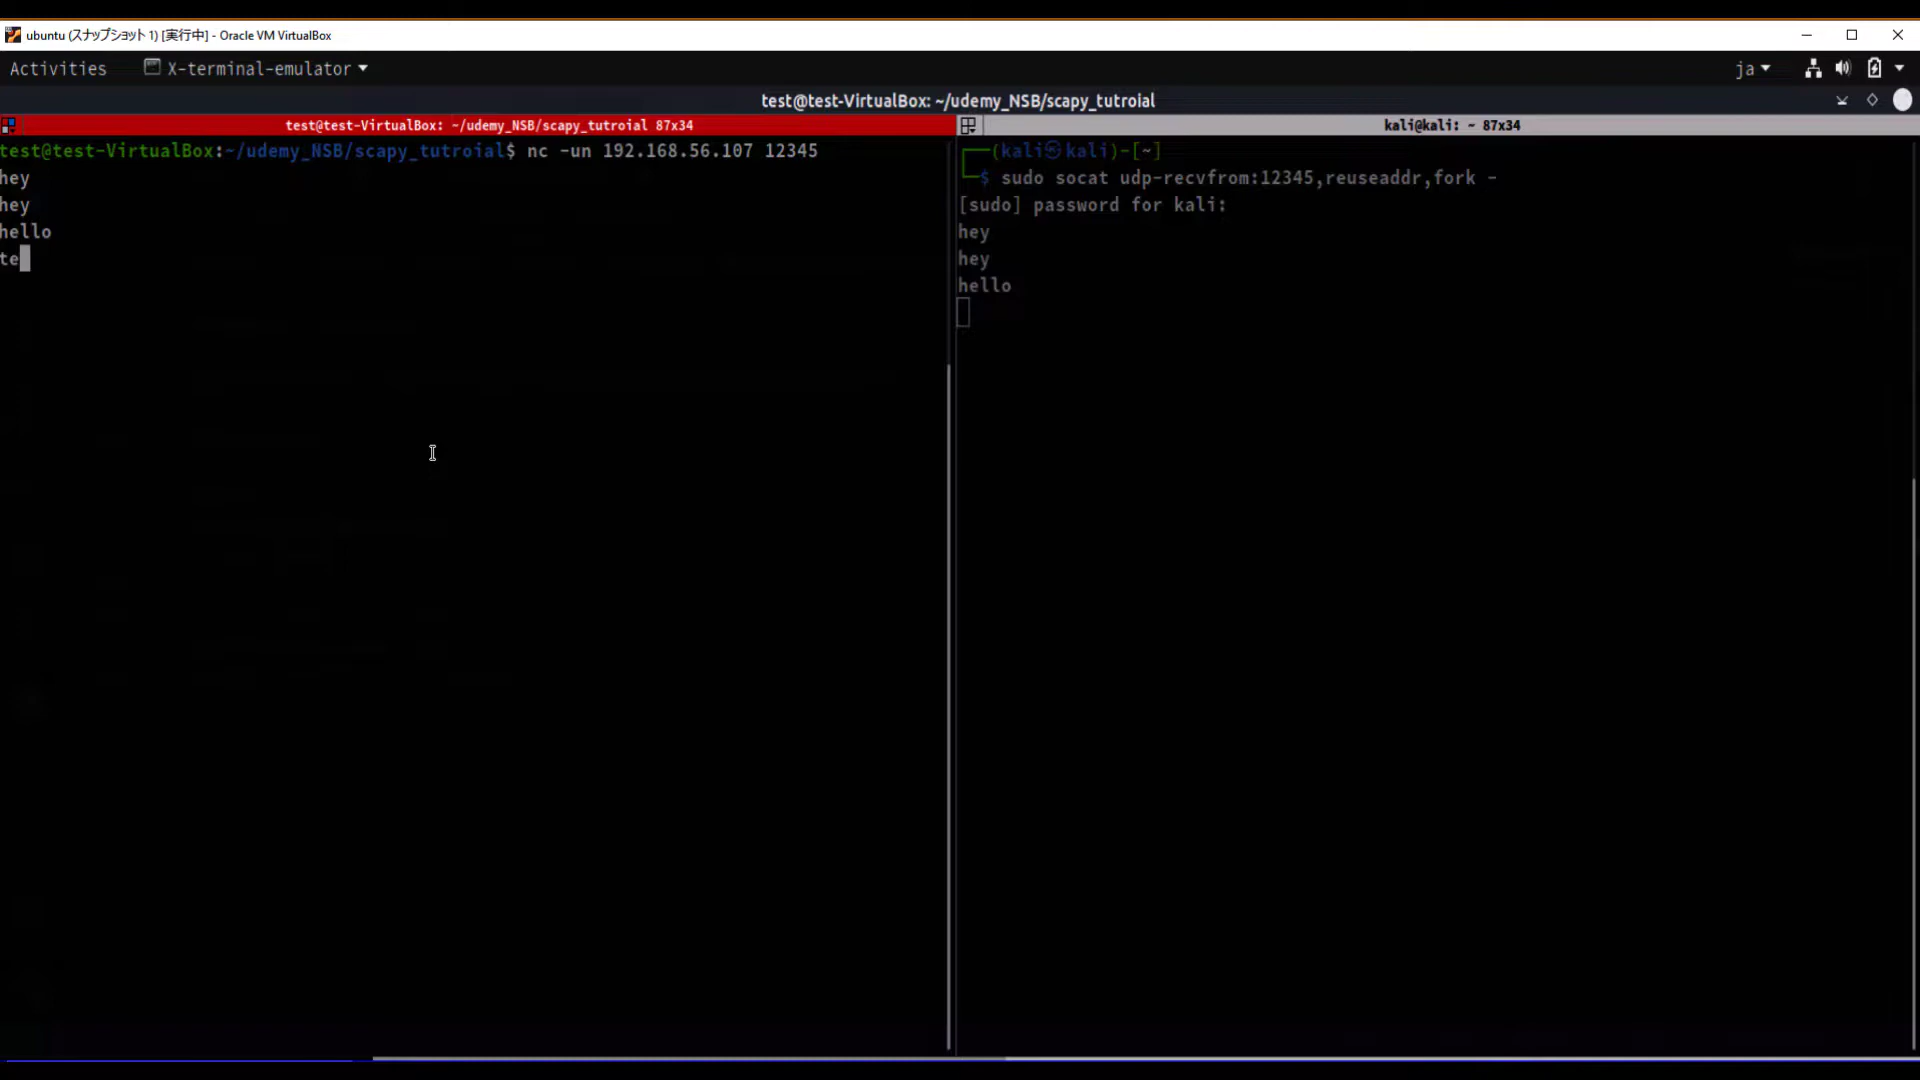 ubuntu (スナップショット 1) [実行中] - Oracle VM VirtualBox
Activities X-terminal-emulator ja
test@test-VirtualBox: ~/udemy_NSB/scapy_tutroial
test@test-VirtualBox: ~/udemy_NSB/scapy_tutroial 87x34
test@test-VirtualBox:~/udemy_NSB/scapy_tutroial$ nc -un 192.168.56.107 12345
hey
hey
hello
te
kali@kali: ~ 87x34
(kali㉿kali)-[~]
$ sudo socat udp-recvfrom:12345,reuseaddr,fork -
[sudo] password for kali:
hey
hey
hello